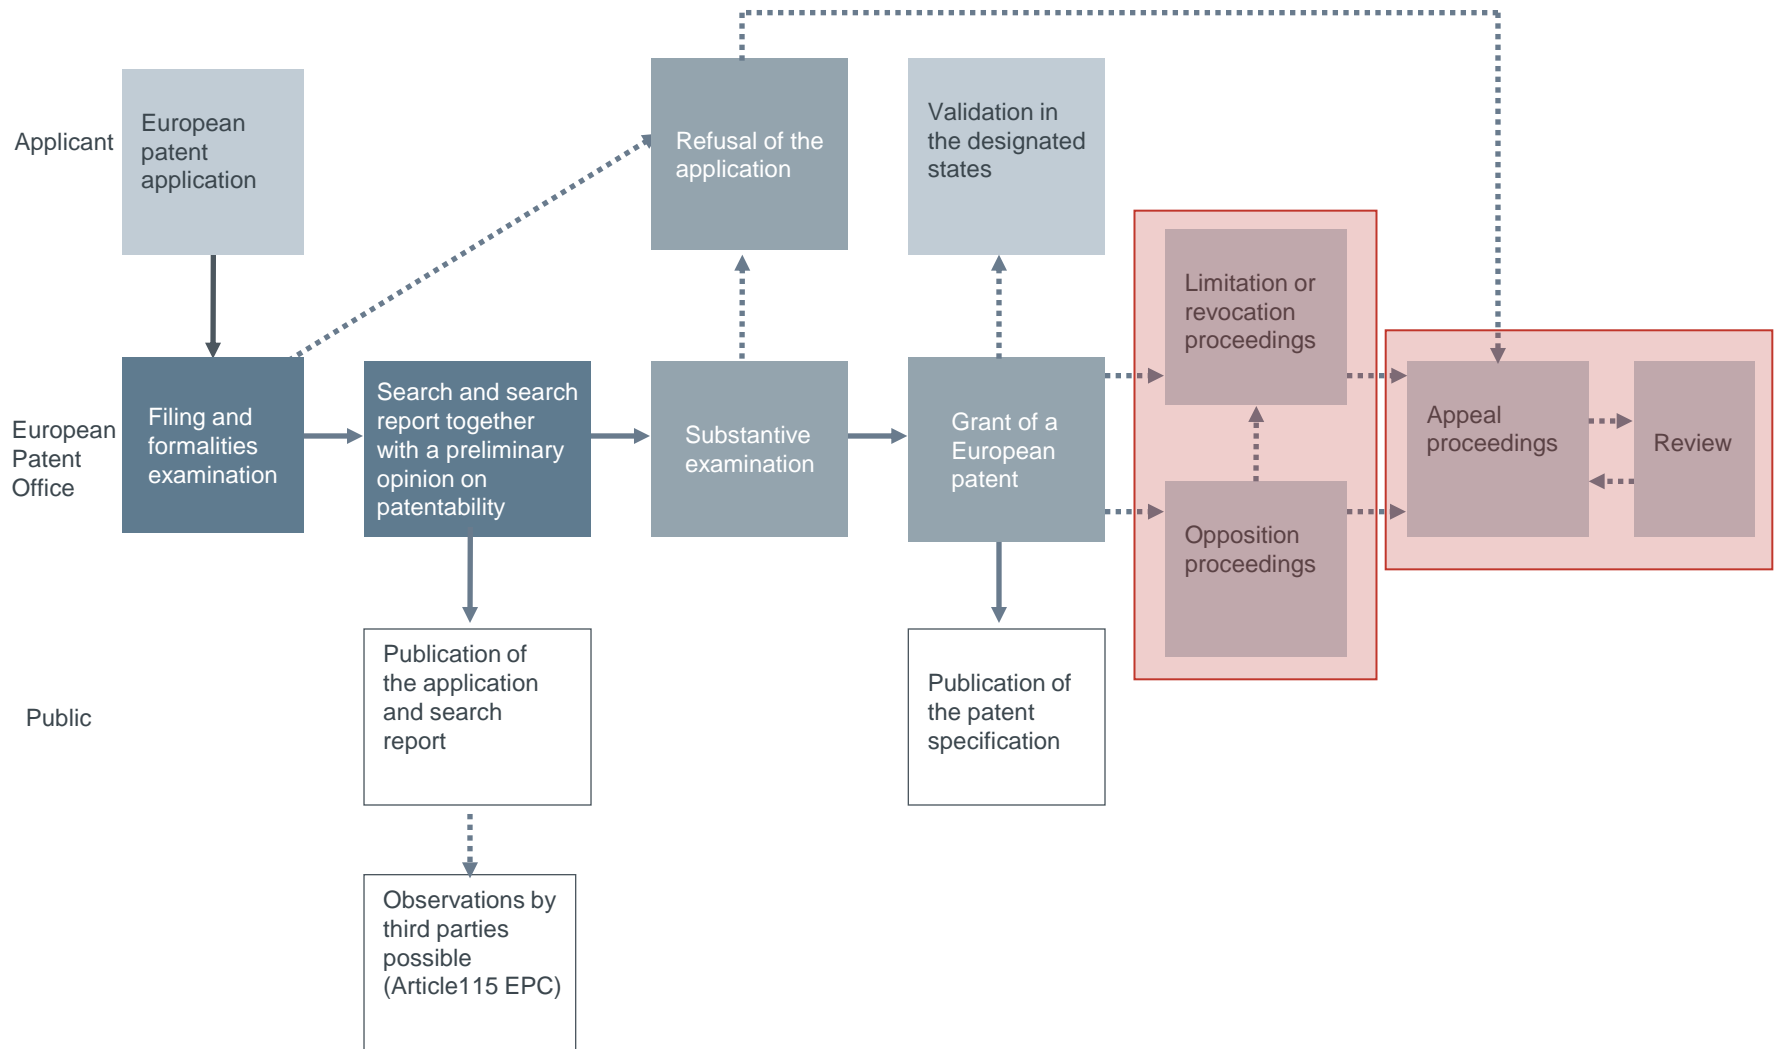 Applicant
European
patent
application
Refusal of the
application
Validation in
the designated
states
Limitation or
revocation
proceedings
European
Patent
Office
Filing and
formalities
examination
Search and search
report together
with a preliminary
opinion on
patentability
Substantive
examination
Grant of a
European
patent
Opposition
proceedings
Appeal
proceedings
Review
Public
Publication of
the application
and search
report
Publication of
the patent
specification
Observations by
third parties
possible
(Article115 EPC)